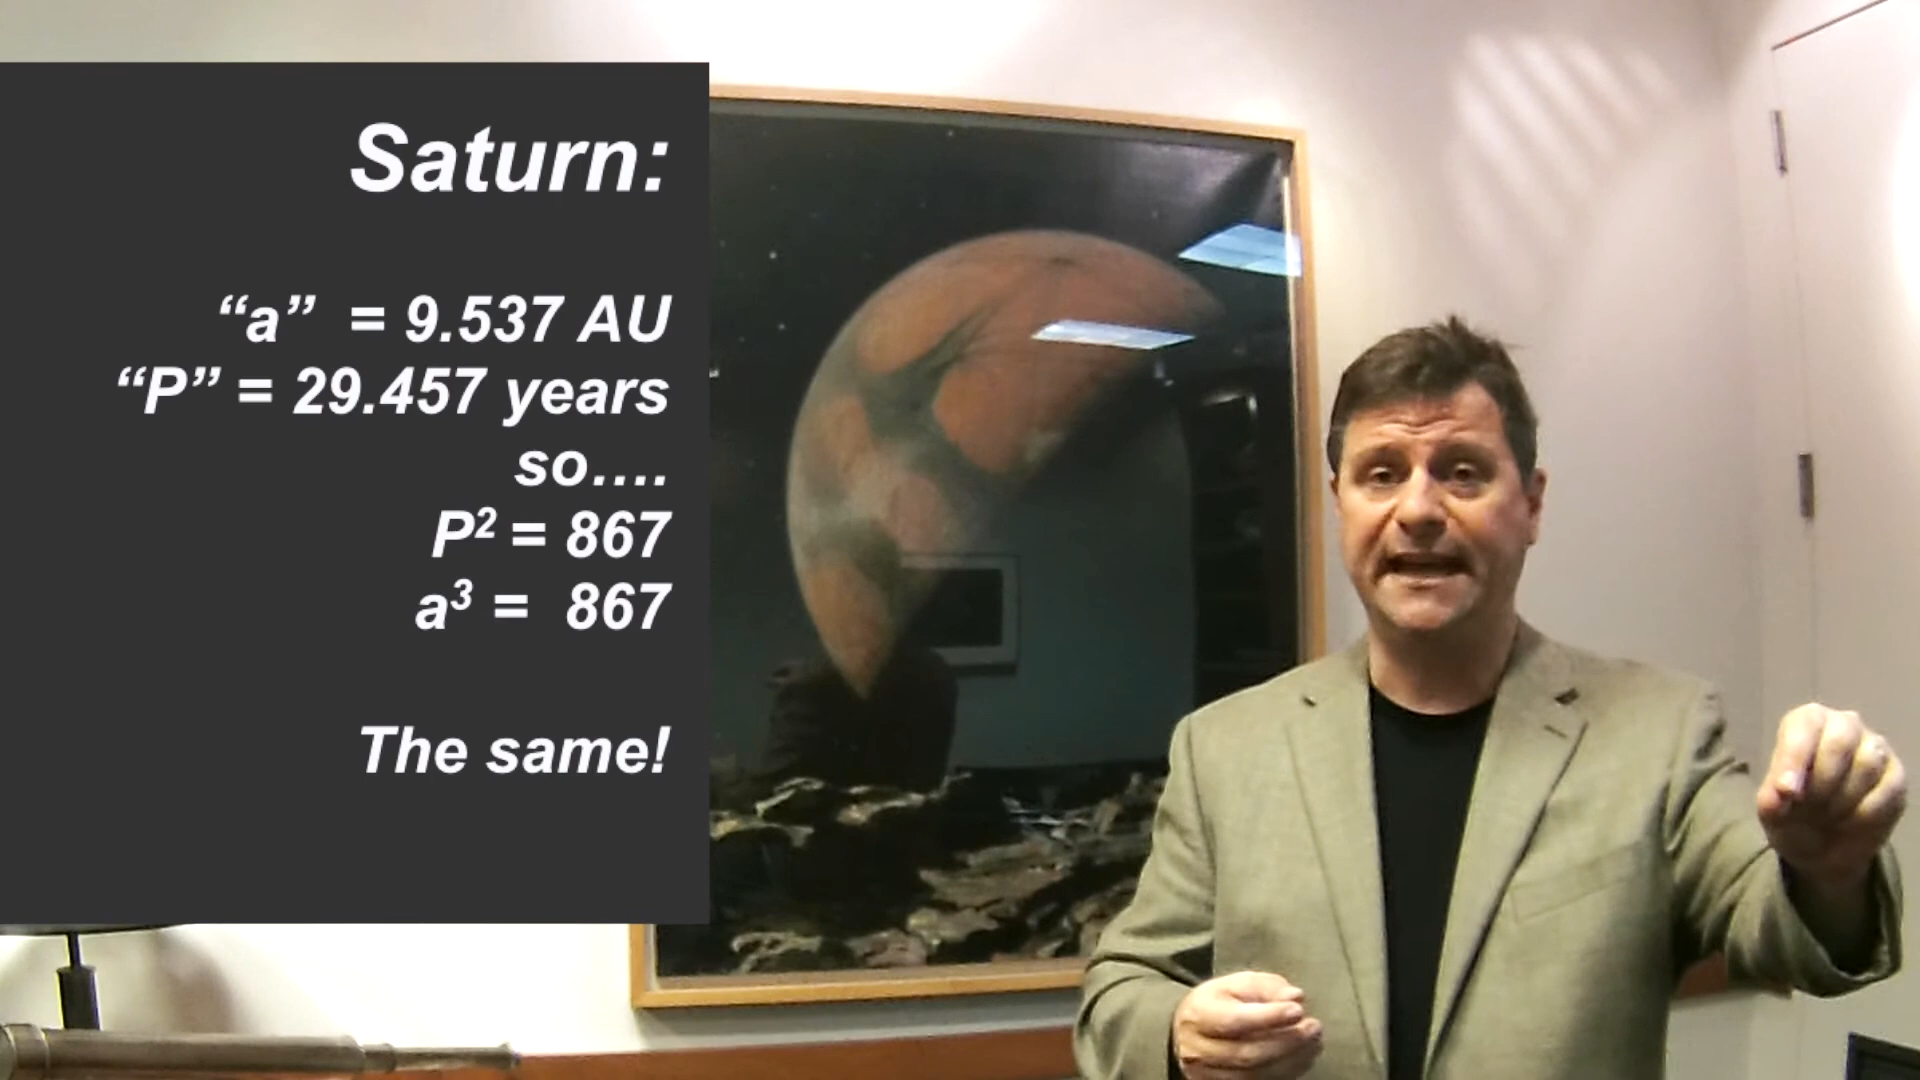 Saturn:
“a” = 9.537 AU
“P” = 29.457 years
so….
P² = 867
a³ = 867
The same!